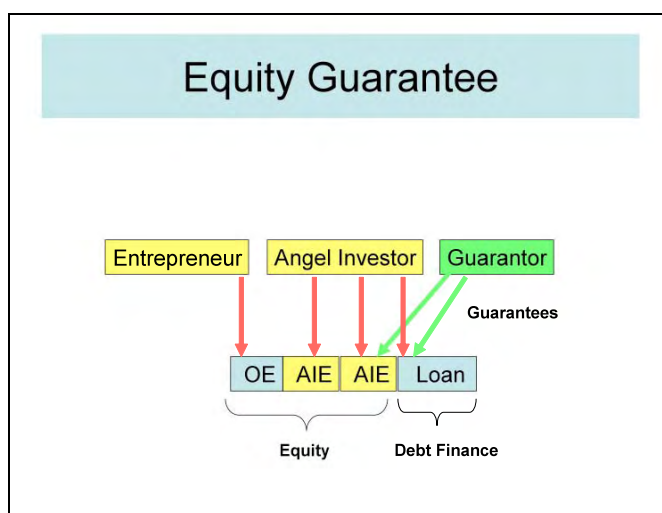 Equity Guarantee
Entrepreneur Angel Investor Guarantor
Guarantees
OE AIE AIE Loan
Equity Debt Finance